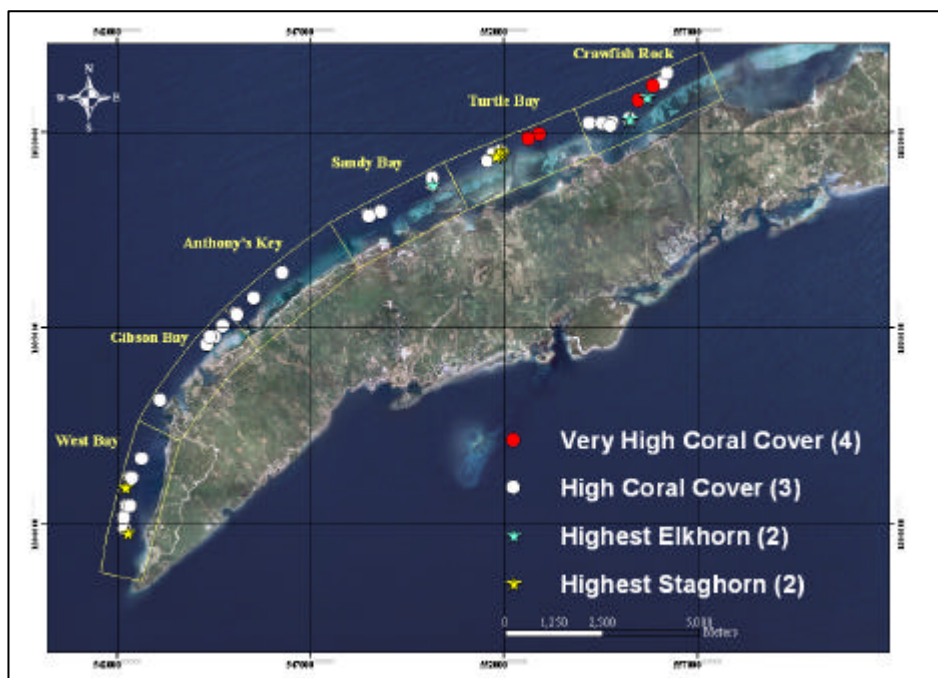 Crawfish Rock
Turtle Bay
Sandy Bay
Anthony's Key
Gibson Bay
West Bay
N
W E
S
Very High Coral Cover (4)
High Coral Cover (3)
Highest Elkhorn (2)
Highest Staghorn (2)
0 1,250 2,500 5,000
Meters